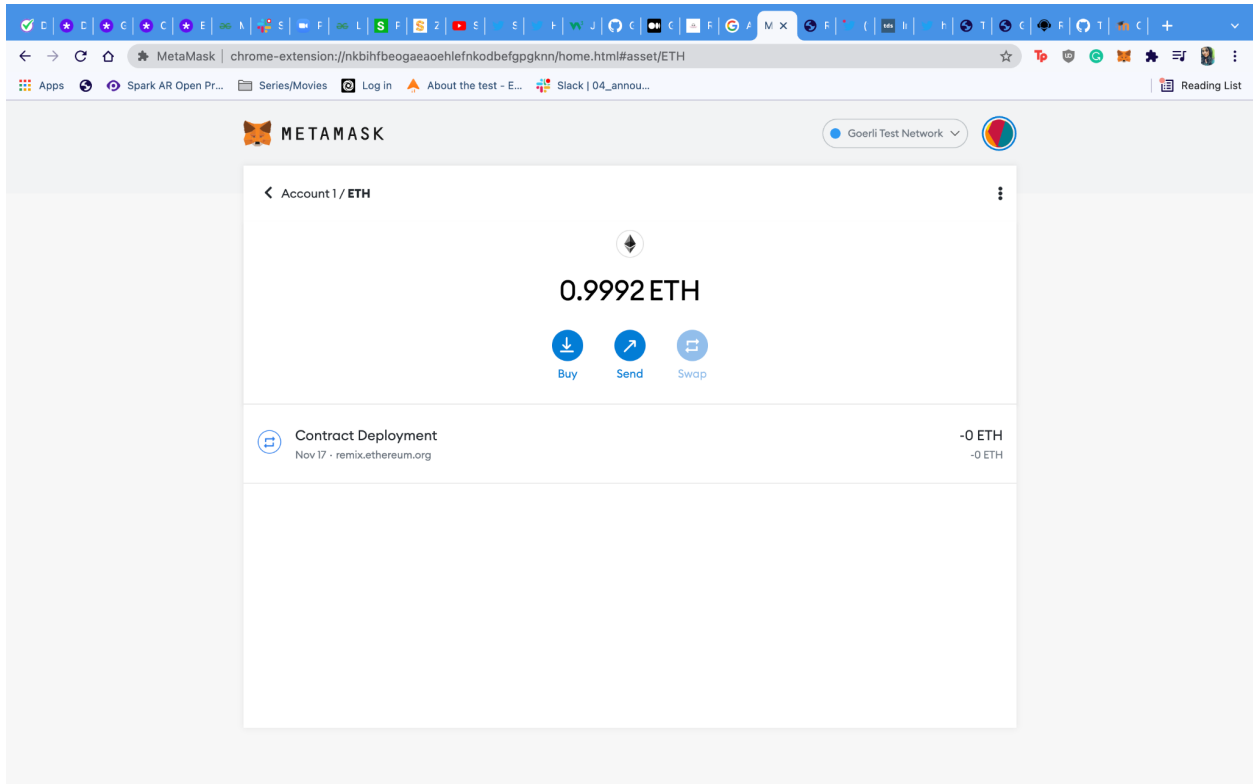 MetaMask
chrome-extension://nkbihfbeogaeaoehlefnkodbefgpgknn/home.html#asset/ETH
Apps
Spark AR Open Pr...
Series/Movies
Log in
About the test - E...
Slack | 04_annou...
Reading List
METAMASK
Goerli Test Network
Account 1 / ETH
0.9992 ETH
Buy
Send
Swap
Contract Deployment
-0 ETH
Nov 17 · remix.ethereum.org
-0 ETH